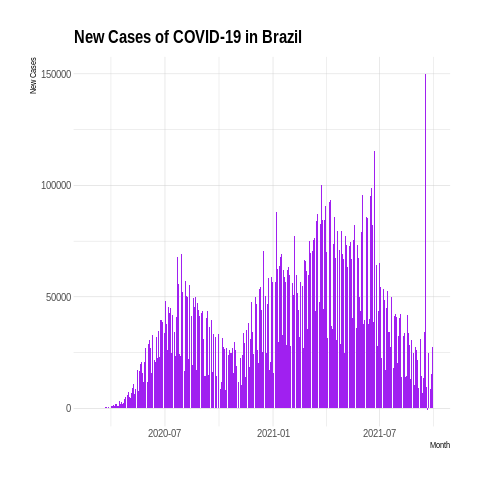 New Cases of COVID-19 in Brazil
New Cases
150000
100000
50000
0
2020-07
2021-01
2021-07
Month